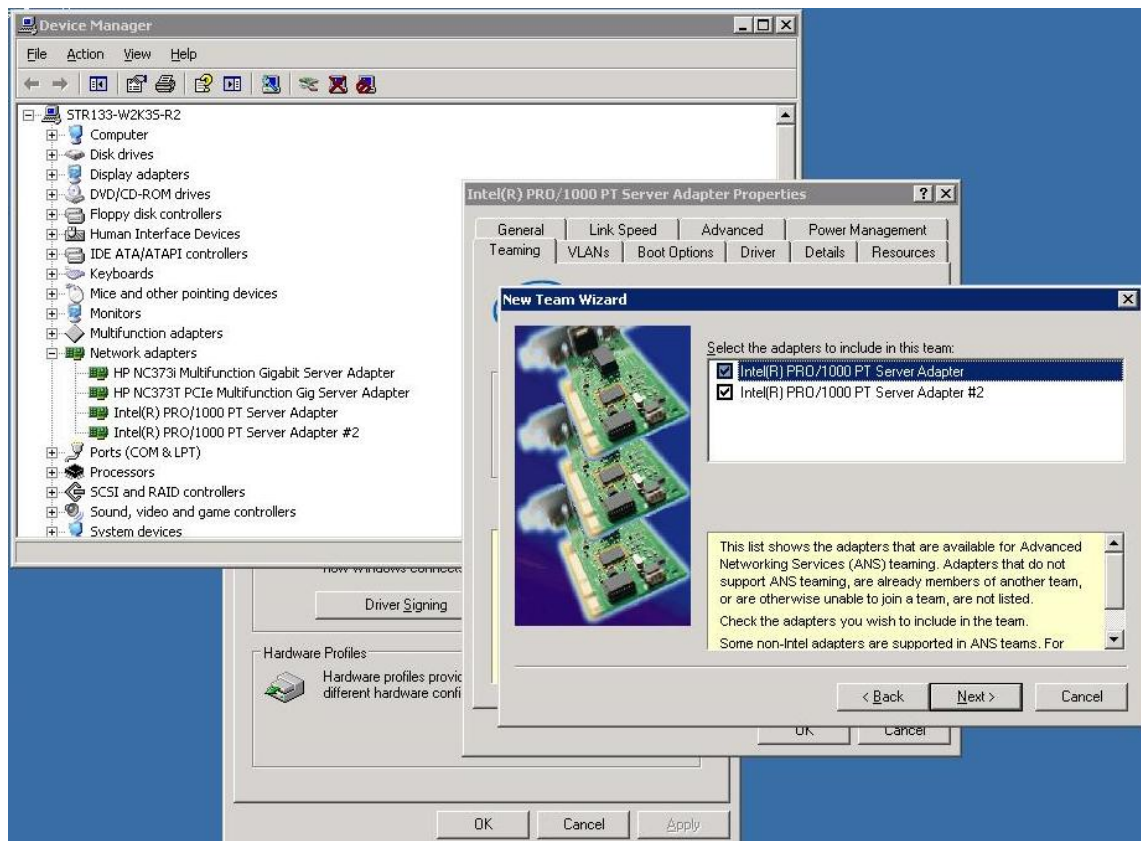 Device Manager
File Action View Help
STR133-W2K3S-R2
Computer
Disk drives
Display adapters
DVD/CD-ROM drives
Floppy disk controllers
Human Interface Devices
IDE ATA/ATAPI controllers
Keyboards
Mice and other pointing devices
Monitors
Multifunction adapters
Network adapters
HP NC373i Multifunction Gigabit Server Adapter
HP NC373T PCIe Multifunction Gig Server Adapter
Intel(R) PRO/1000 PT Server Adapter
Intel(R) PRO/1000 PT Server Adapter #2
Ports (COM & LPT)
Processors
SCSI and RAID controllers
Sound, video and game controllers
System devices
Intel(R) PRO/1000 PT Server Adapter Properties
General Link Speed Advanced Power Management
Teaming VLANs Boot Options Driver Details Resources
New Team Wizard
Select the adapters to include in this team:
Intel(R) PRO/1000 PT Server Adapter
Intel(R) PRO/1000 PT Server Adapter #2
This list shows the adapters that are available for Advanced
Networking Services (ANS) teaming. Adapters that do not
support ANS teaming, are already members of another team,
or are otherwise unable to join a team, are not listed.
Check the adapters you wish to include in the team.
Some non-Intel adapters are supported in ANS teams. For
< Back Next > Cancel
OK Cancel
how Windows connects
Driver Signing
Hardware Profiles
Hardware profiles provid
different hardware confi
OK Cancel Apply